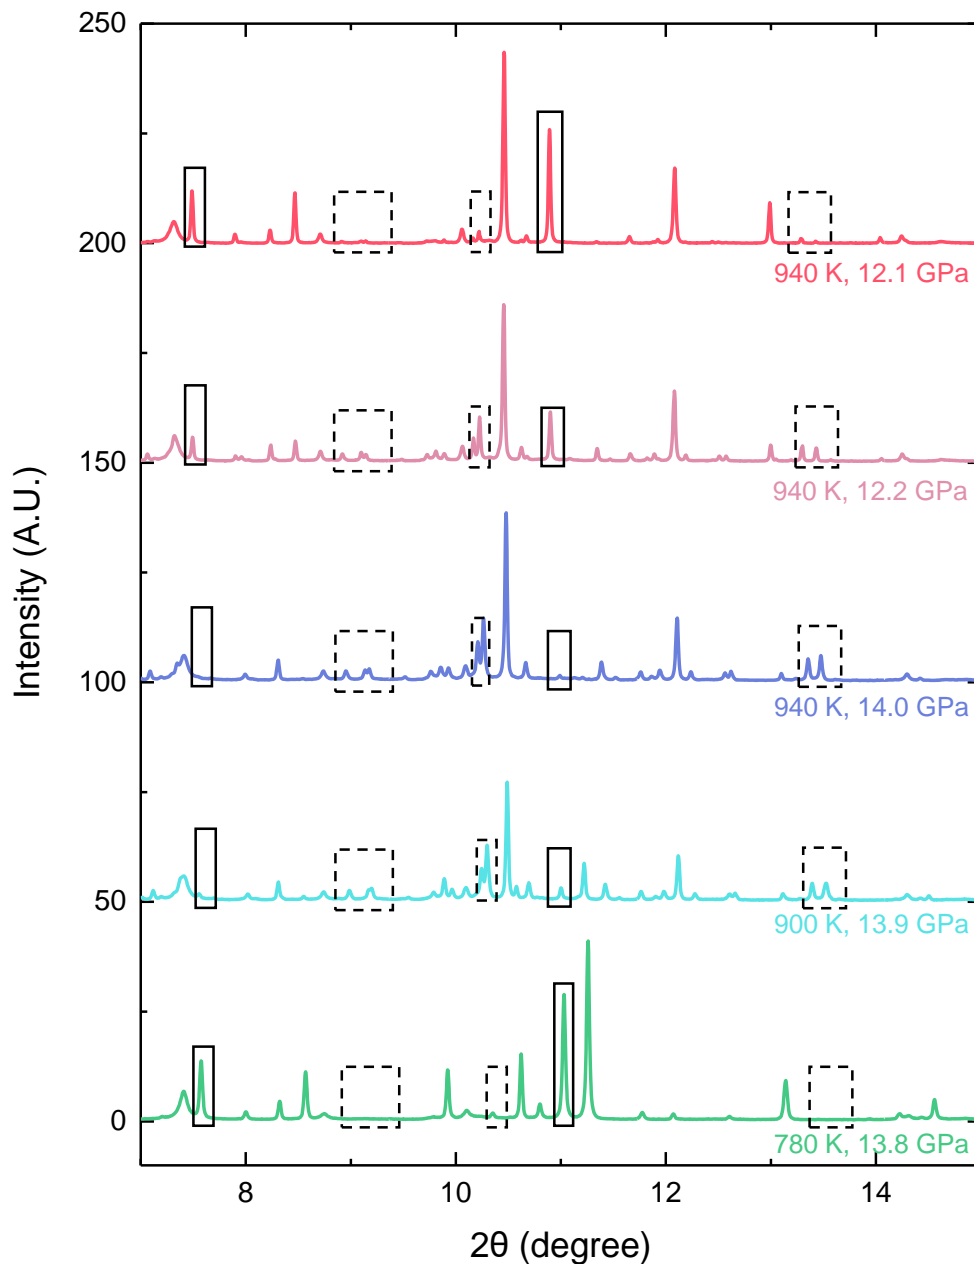 250
200
940 K, 12.1 GPa
150
940 K, 12.2 GPa
Intensity (A.U.)
100
940 K, 14.0 GPa
50
900 K, 13.9 GPa
0
780 K, 13.8 GPa
8 10 12 14
2θ (degree)